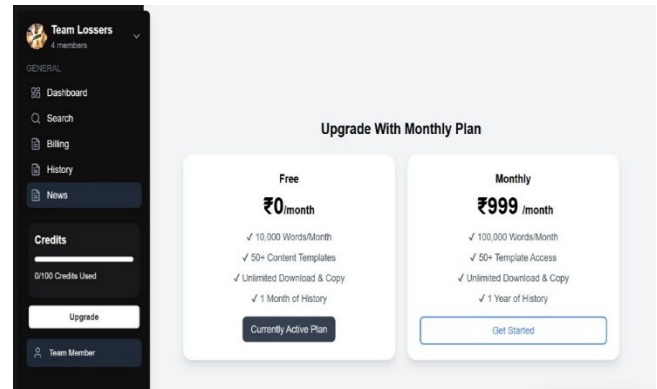 Team Lossers
4 members
GENERAL
Dashboard
Search
Billing
History
News
Credits
0/100 Credits Used
Upgrade
Team Member
Upgrade With Monthly Plan
Free
₹0/month
✓ 10,000 Words/Month
✓ 50+ Content Templates
✓ Unlimited Download & Copy
✓ 1 Month of History
Currently Active Plan
Monthly
₹999 /month
✓ 100,000 Words/Month
✓ 50+ Template Access
✓ Unlimited Download & Copy
✓ 1 Year of History
Get Started